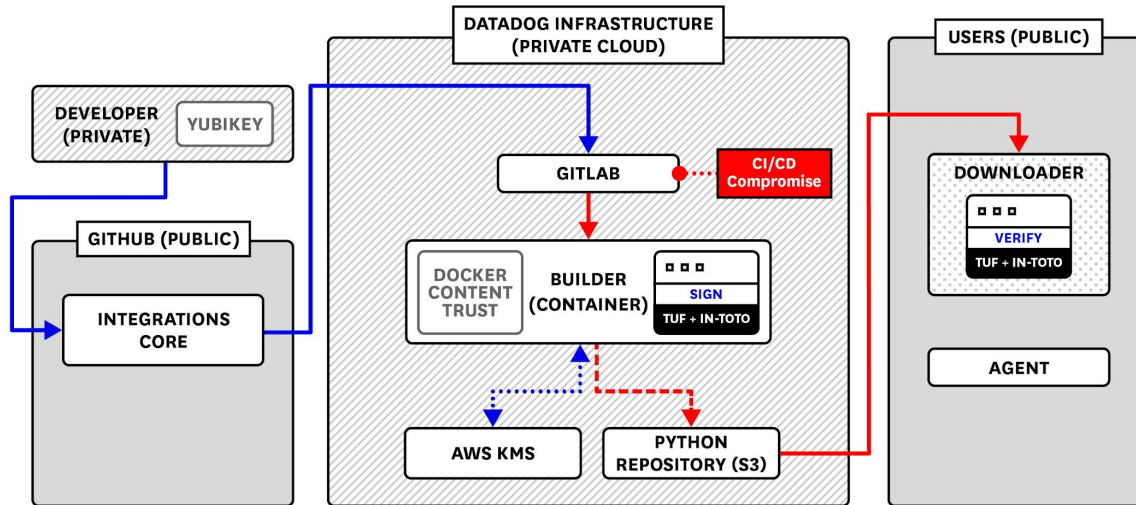 DATADOG INFRASTRUCTURE
(PRIVATE CLOUD)
USERS (PUBLIC)
DEVELOPER
(PRIVATE)
YUBIKEY
GITHUB (PUBLIC)
INTEGRATIONS
CORE
GITLAB
CI/CD
Compromise
DOCKER
CONTENT
TRUST
BUILDER
(CONTAINER)
SIGN
TUF + IN-TOTO
AWS KMS
PYTHON
REPOSITORY (S3)
DOWNLOADER
VERIFY
TUF + IN-TOTO
AGENT